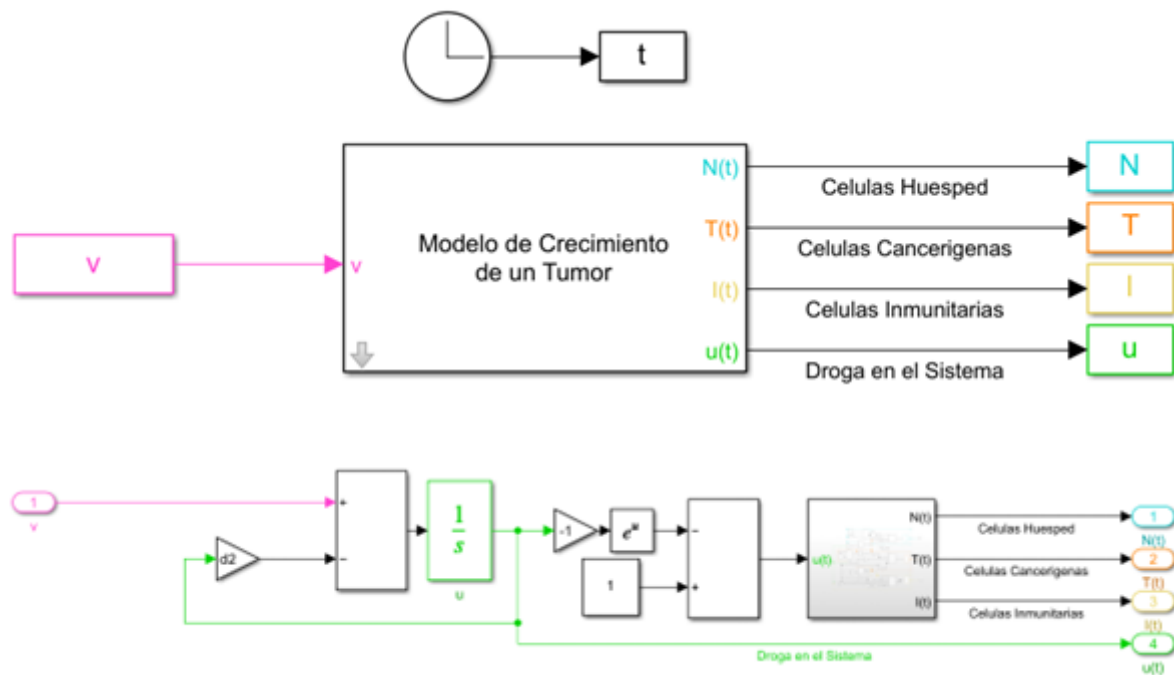 t
v
v
Modelo de Crecimiento
de un Tumor
N(t)
Celulas Huesped
N
T(t)
Celulas Cancerigenas
T
I(t)
Celulas Inmunitarias
I
u(t)
Droga en el Sistema
u
1
v
d2
+
−
1
s
u
-1
eᵘ
1
−
+
u(t)
N(t)
Celulas Huesped
1
N(t)
T(t)
Celulas Cancerigenas
2
T(t)
I(t)
Celulas Inmunitarias
3
I(t)
Droga en el Sistema
4
u(t)